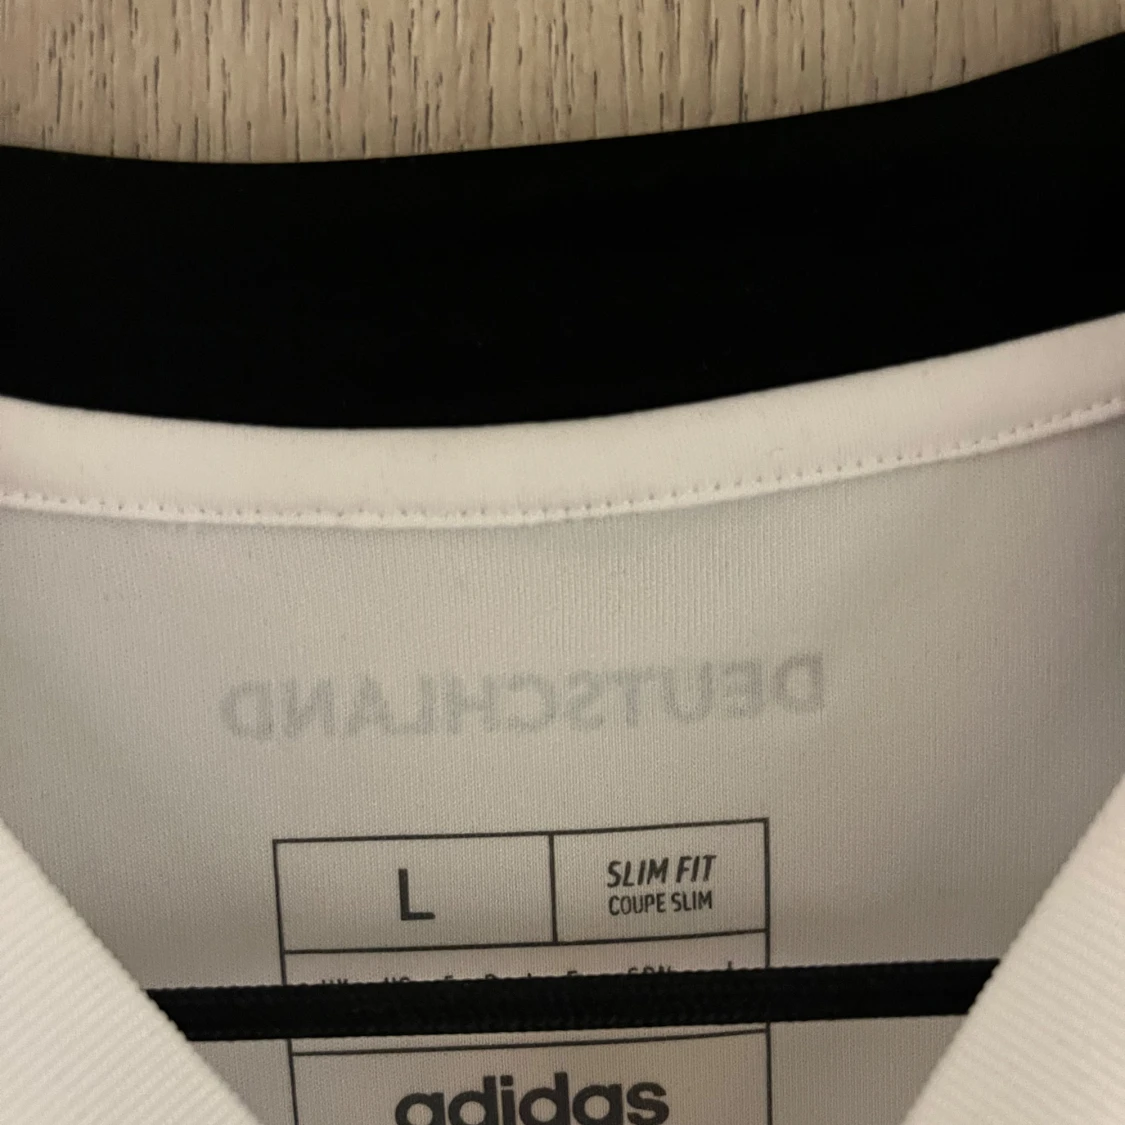 DEUTSCHLAND
L
SLIM FIT
COUPE SLIM
adidas